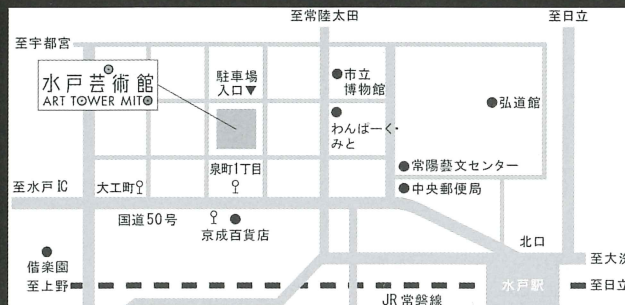 至常陸太田
至日立
至宇都宮
水戸芸術館
ART TOWER MITO
駐車場
入口▼
市立
博物館
弘道館
わんぱーく・
みと
泉町1丁目
常陽藝文センター
至水戸IC
大工町
中央郵便局
国道50号
京成百貨店
北口
偕楽園
至大洗
至上野
水戸駅
至日立
JR常磐線